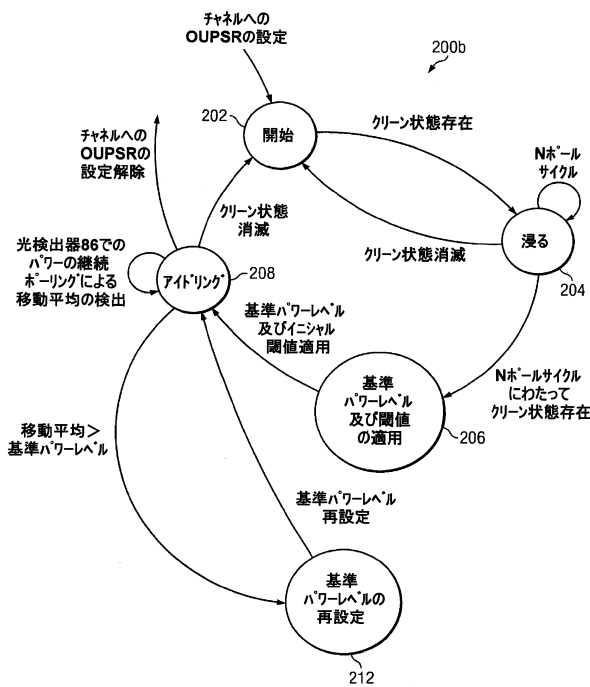 チャネルへの
OUPSRの設定
200b
202
開始
クリーン状態存在
Nポール
サイクル
チャネルへの
OUPSRの
設定解除
クリーン状態
消滅
クリーン状態消滅
浸る
204
光検出器86での
パワーの継続
ポーリングによる
移動平均の検出
アイドリング
208
基準パワーレベル
及びイニシャル
閾値適用
基準
パワーレベル
及び閾値
の適用
206
Nポールサイクル
にわたって
クリーン状態存在
移動平均＞
基準パワーレベル
基準パワーレベル
再設定
基準
パワーレベルの
再設定
212